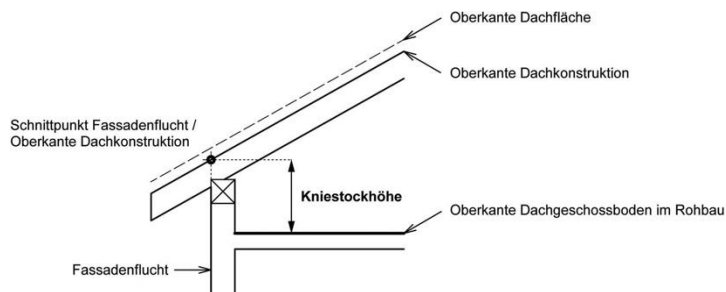 Oberkante Dachfläche
Oberkante Dachkonstruktion
Schnittpunkt Fassadenflucht /
Oberkante Dachkonstruktion
Kniestockhöhe
Oberkante Dachgeschossboden im Rohbau
Fassadenflucht